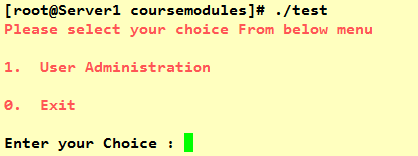 [root@Server1 coursemodules]# ./test
Please select your choice From below menu
1.  User Administration
0.  Exit
Enter your Choice :